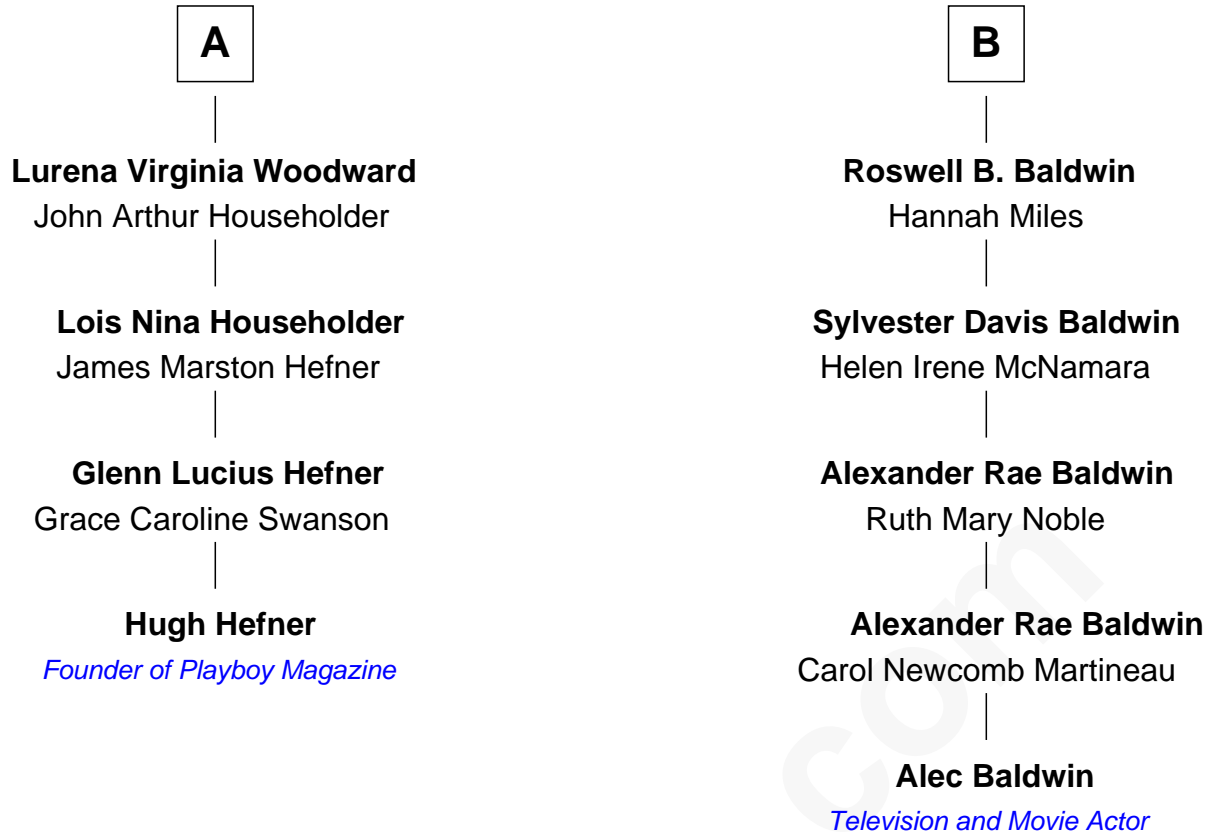 A
Lurena Virginia Woodward
John Arthur Householder
Lois Nina Householder
James Marston Hefner
Glenn Lucius Hefner
Grace Caroline Swanson
Hugh Hefner
Founder of Playboy Magazine
B
Roswell B. Baldwin
Hannah Miles
Sylvester Davis Baldwin
Helen Irene McNamara
Alexander Rae Baldwin
Ruth Mary Noble
Alexander Rae Baldwin
Carol Newcomb Martineau
Alec Baldwin
Television and Movie Actor
com